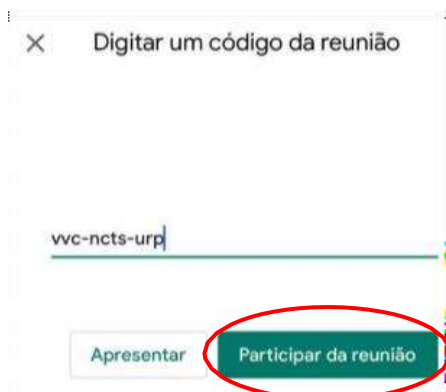 Digitar um código da reunião
vvc-ncts-urp
Apresentar
Participar da reunião